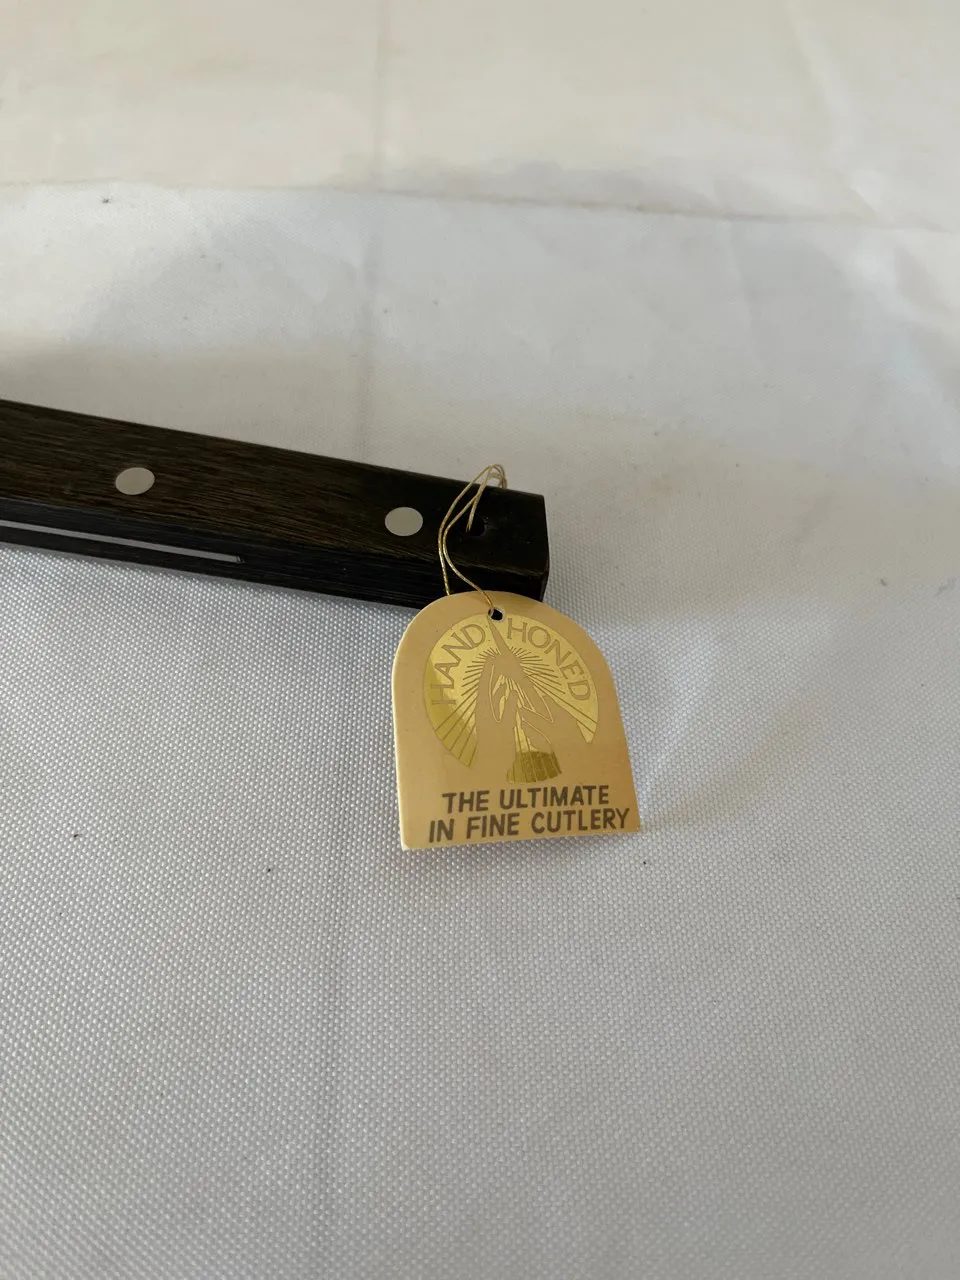 HAND HONED
THE ULTIMATE
IN FINE CUTLERY